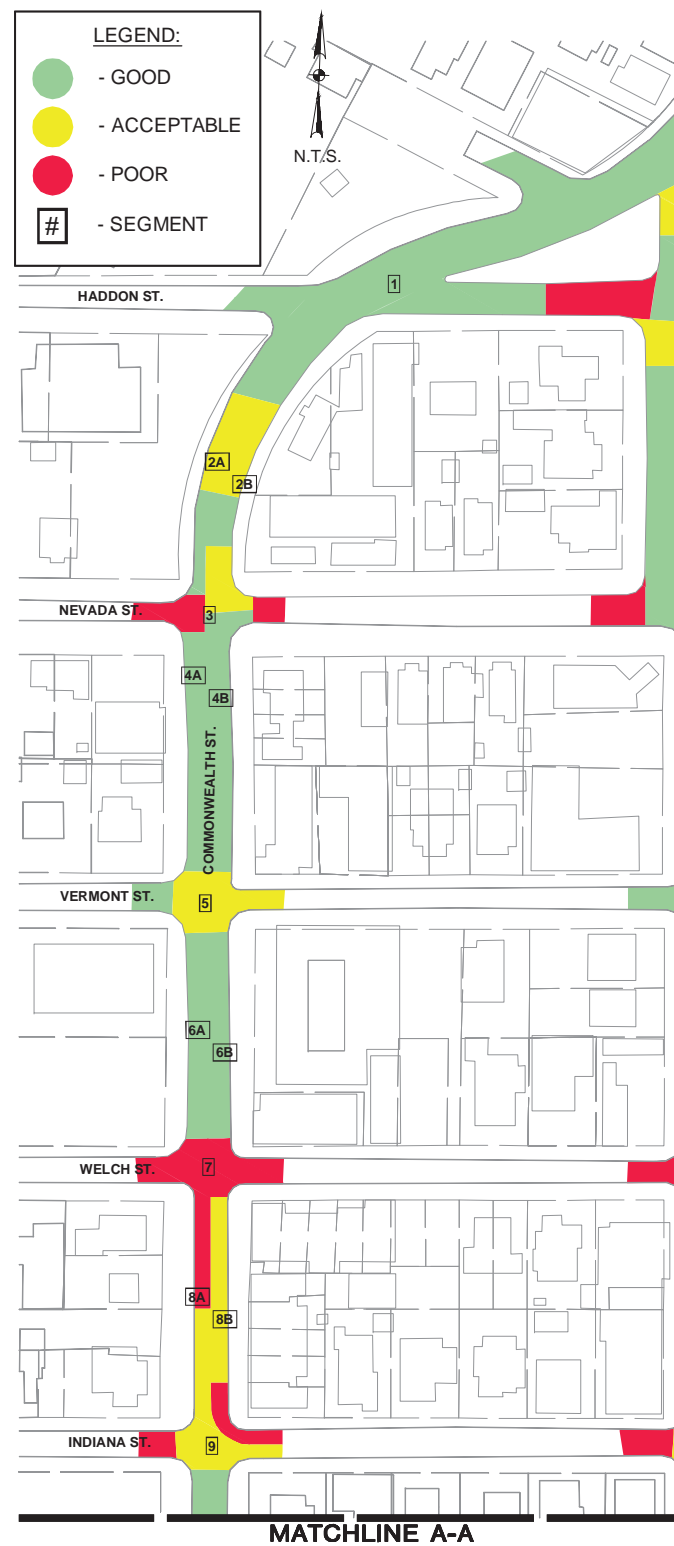 LEGEND:
- GOOD
- ACCEPTABLE
- POOR
# - SEGMENT
N.T.S.
HADDON ST.
1
2A
2B
NEVADA ST.
3
4A
4B
COMMONWEALTH ST.
VERMONT ST.
5
6A
6B
WELCH ST.
7
8A
8B
INDIANA ST.
9
MATCHLINE A-A